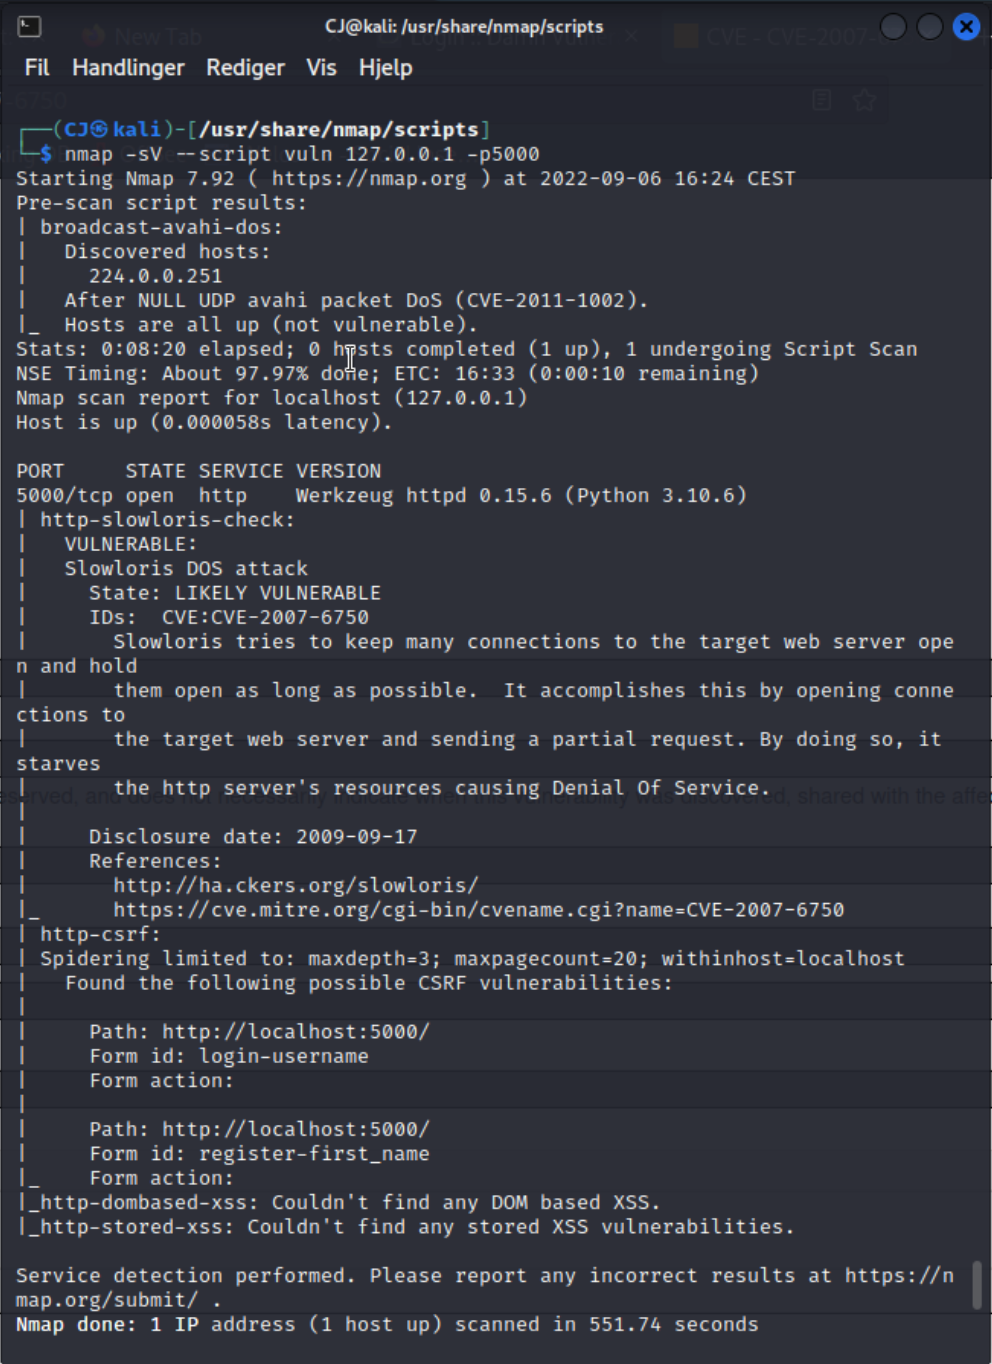 CJ@kali: /usr/share/nmap/scripts
Fil Handlinger Rediger Vis Hjelp
┌──(CJ㉿kali)-[/usr/share/nmap/scripts]
└─$ nmap -sV --script vuln 127.0.0.1 -p5000
Starting Nmap 7.92 ( https://nmap.org ) at 2022-09-06 16:24 CEST
Pre-scan script results:
| broadcast-avahi-dos:
|   Discovered hosts:
|     224.0.0.251
|   After NULL UDP avahi packet DoS (CVE-2011-1002).
|_  Hosts are all up (not vulnerable).
Stats: 0:08:20 elapsed; 0 hosts completed (1 up), 1 undergoing Script Scan
NSE Timing: About 97.97% done; ETC: 16:33 (0:00:10 remaining)
Nmap scan report for localhost (127.0.0.1)
Host is up (0.000058s latency).
PORT     STATE SERVICE VERSION
5000/tcp open  http    Werkzeug httpd 0.15.6 (Python 3.10.6)
| http-slowloris-check:
|   VULNERABLE:
|   Slowloris DOS attack
|     State: LIKELY VULNERABLE
|     IDs:  CVE:CVE-2007-6750
|       Slowloris tries to keep many connections to the target web server ope
n and hold
|       them open as long as possible.  It accomplishes this by opening conne
ctions to
|       the target web server and sending a partial request. By doing so, it
starves
|       the http server's resources causing Denial Of Service.
|
|     Disclosure date: 2009-09-17
|     References:
|       http://ha.ckers.org/slowloris/
|_      https://cve.mitre.org/cgi-bin/cvename.cgi?name=CVE-2007-6750
| http-csrf:
| Spidering limited to: maxdepth=3; maxpagecount=20; withinhost=localhost
|   Found the following possible CSRF vulnerabilities:
|
|     Path: http://localhost:5000/
|     Form id: login-username
|     Form action:
|
|     Path: http://localhost:5000/
|     Form id: register-first_name
|_    Form action:
|_http-dombased-xss: Couldn't find any DOM based XSS.
|_http-stored-xss: Couldn't find any stored XSS vulnerabilities.
Service detection performed. Please report any incorrect results at https://n
map.org/submit/ .
Nmap done: 1 IP address (1 host up) scanned in 551.74 seconds